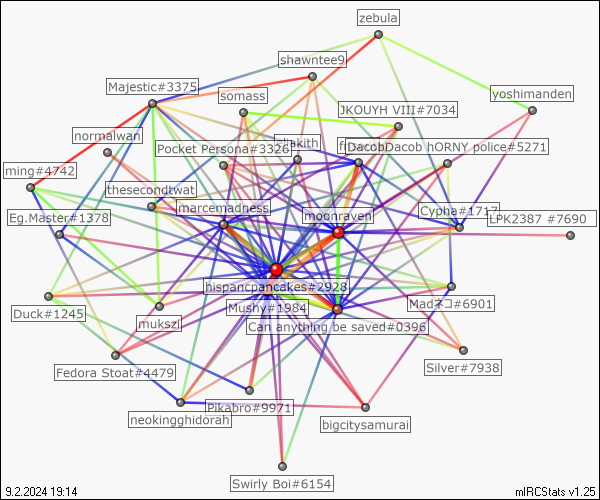 zebula
shawntee9
Majestic#3375
somass
yoshimanden
JKOUYH VIII#7034
normalwan
Pocket Persona#3326
DacobDacob
hORNY police#5271
ming#4742
thesecondtwat
marcemadness
moonraven
Cypha#1717
LPK2387 #7690
Eg.Master#1378
hispancpancakes#2928
Mushy#1984
Madネコ#6901
Duck#1245
mukszi
Can anything be saved#0396
Fedora Stoat#4479
Silver#7938
Pikabro#9971
neokingghidorah
bigcitysamurai
Swirly Boi#6154
9.2.2024 19:14
mIRCStats v1.25